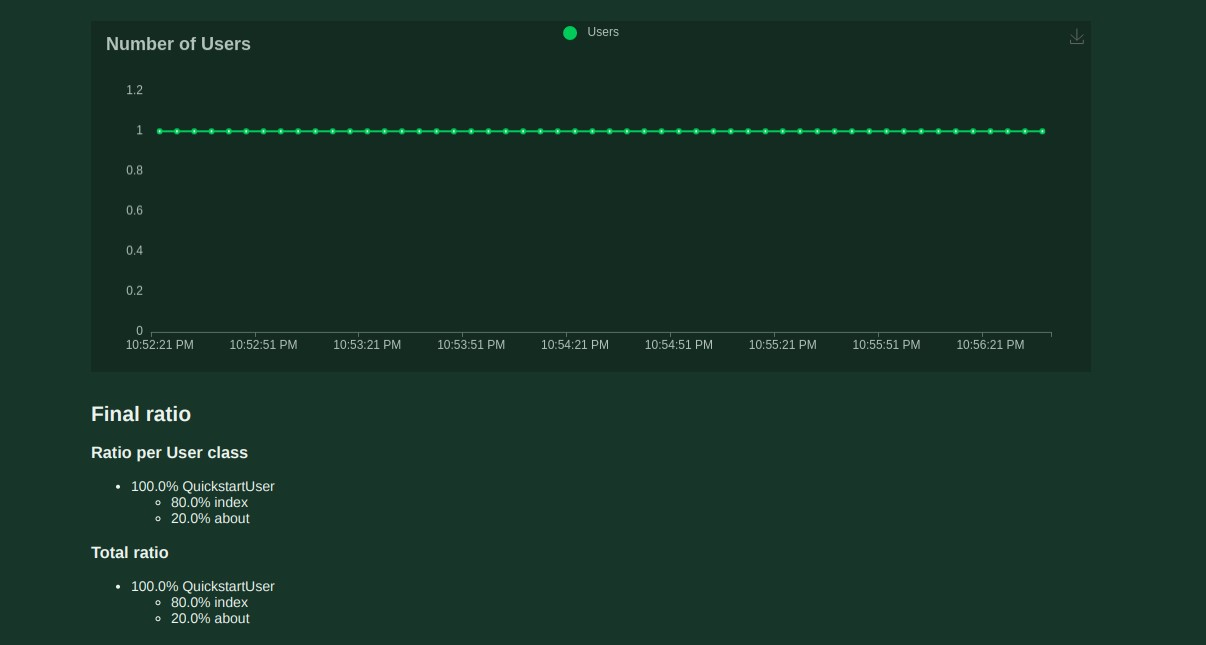 Users
Number of Users
1.2
1
0.8
0.6
0.4
0.2
0
10:52:21 PM 10:52:51 PM 10:53:21 PM 10:53:51 PM 10:54:21 PM 10:54:51 PM 10:55:21 PM 10:55:51 PM 10:56:21 PM
Final ratio
Ratio per User class
100.0% QuickstartUser
80.0% index
20.0% about
Total ratio
100.0% QuickstartUser
80.0% index
20.0% about